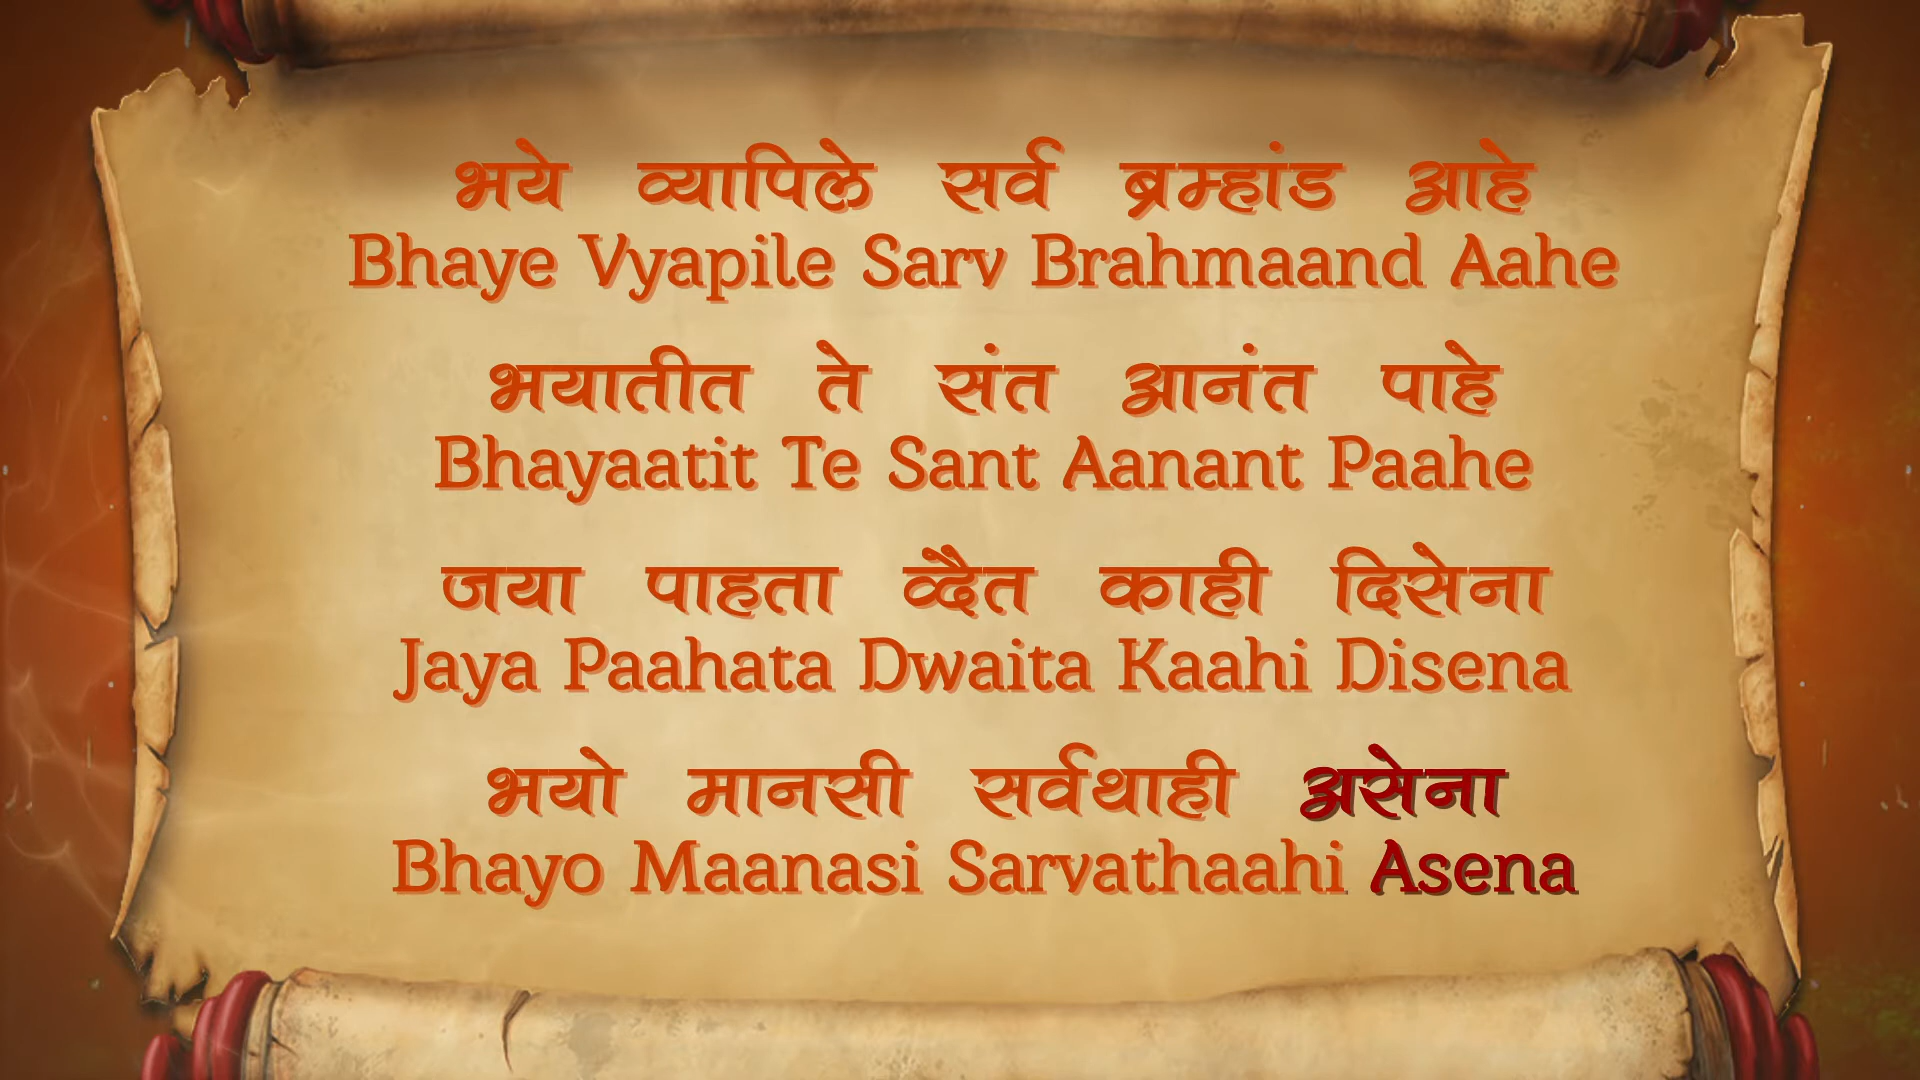 भये व्यापिले सर्व ब्रम्हांड आहे
Bhaye Vyapile Sarv Brahmaand Aahe
भयातीत ते संत आनंत पाहे
Bhayaatit Te Sant Aanant Paahe
जया पाहता व्दैत काही दिसेना
Jaya Paahata Dwaita Kaahi Disena
भयो मानसी सर्वथाही असेना
Bhayo Maanasi Sarvathaahi Asena